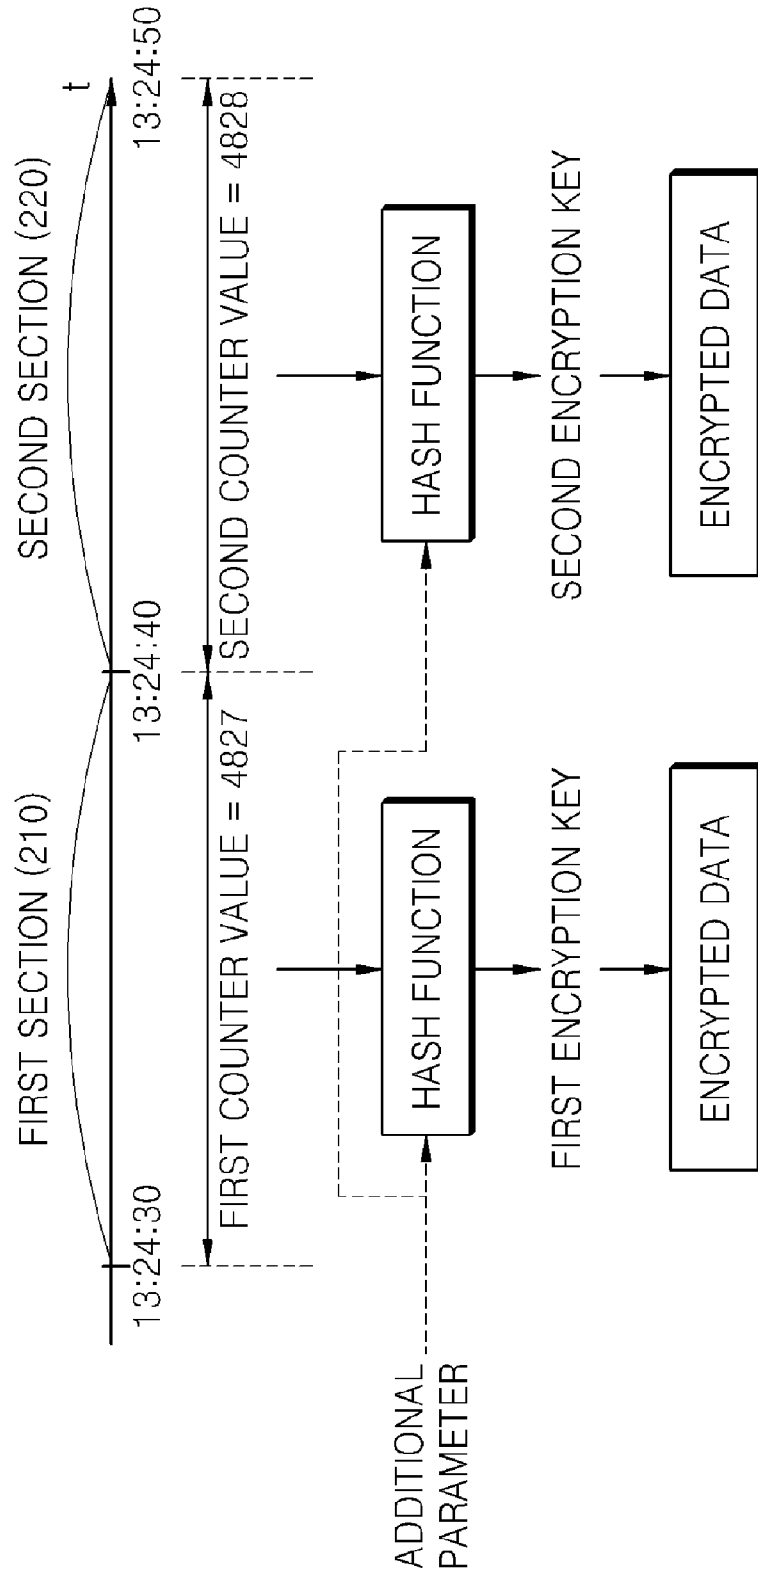 FIRST SECTION (210)
SECOND SECTION (220)
t
13:24:30
13:24:40
13:24:50
FIRST COUNTER VALUE = 4827
SECOND COUNTER VALUE = 4828
ADDITIONAL
PARAMETER
HASH FUNCTION
HASH FUNCTION
FIRST ENCRYPTION KEY
SECOND ENCRYPTION KEY
ENCRYPTED DATA
ENCRYPTED DATA